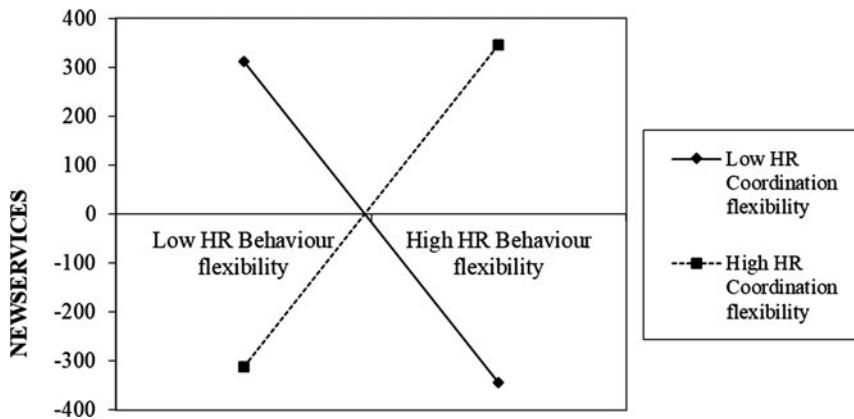 400
300
200
100
0
-100
-200
-300
-400
NEWSERVICES
Low HR Behaviour
flexibility
High HR Behaviour
flexibility
Low HR
Coordination
flexibility
High HR
Coordination
flexibility